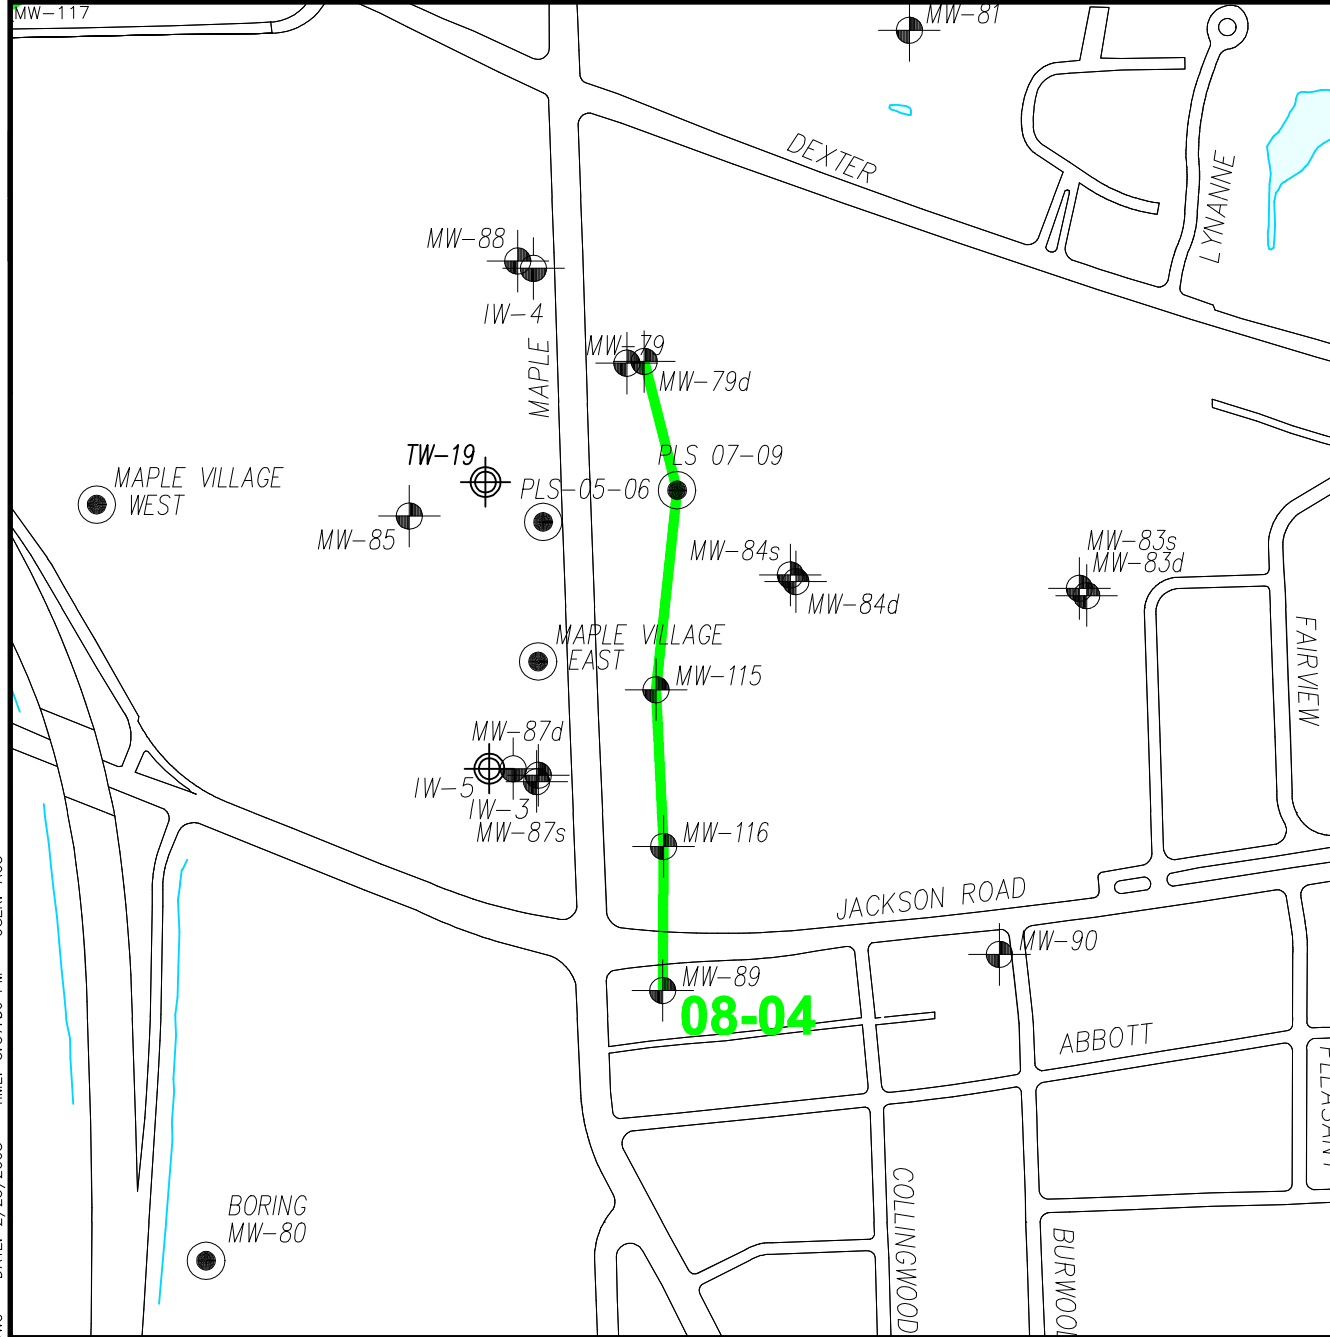 MW-117
MW-81
DEXTER
LYNANNE
MW-88
IW-4
MAPLE
MW-79
MW-79d
TW-19
PLS 07-09
MAPLE VILLAGE
WEST
PLS-05-06
MW-85
MW-84s
MW-84d
MW-83s
MW-83d
FAIRVIEW
MAPLE VILLAGE
EAST
MW-115
MW-87d
IW-5
IW-3
MW-87s
MW-116
JACKSON ROAD
MW-90
MW-89
08-04
ABBOTT
PLEASANT
COLLINGWOOD
BURWOOD
BORING
MW-80